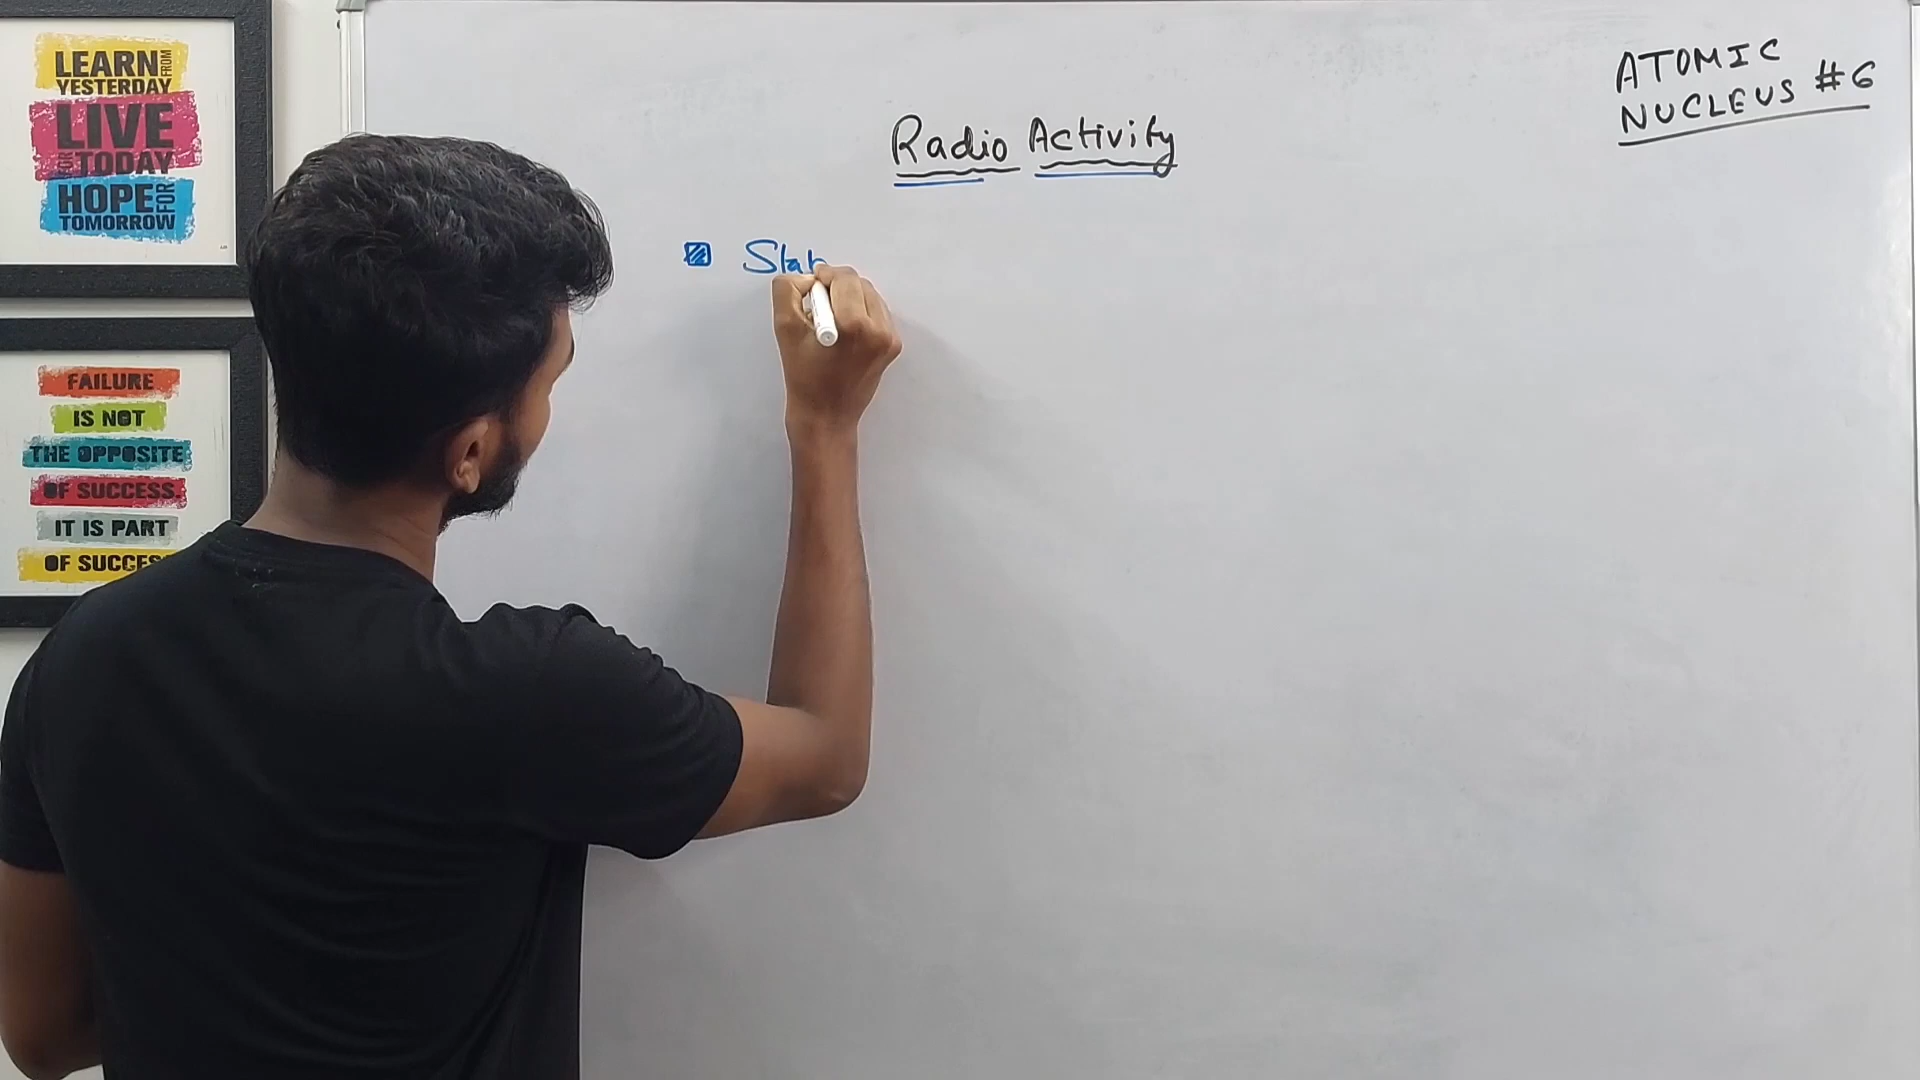 LEARN FROM
YESTERDAY
LIVE
FOR TODAY
HOPE FOR
TOMORROW
FAILURE
IS NOT
THE OPPOSITE
OF SUCCESS.
IT IS PART
OF SUCCES
Radio Activity
ATOMIC
NUCLEUS #6
Stab